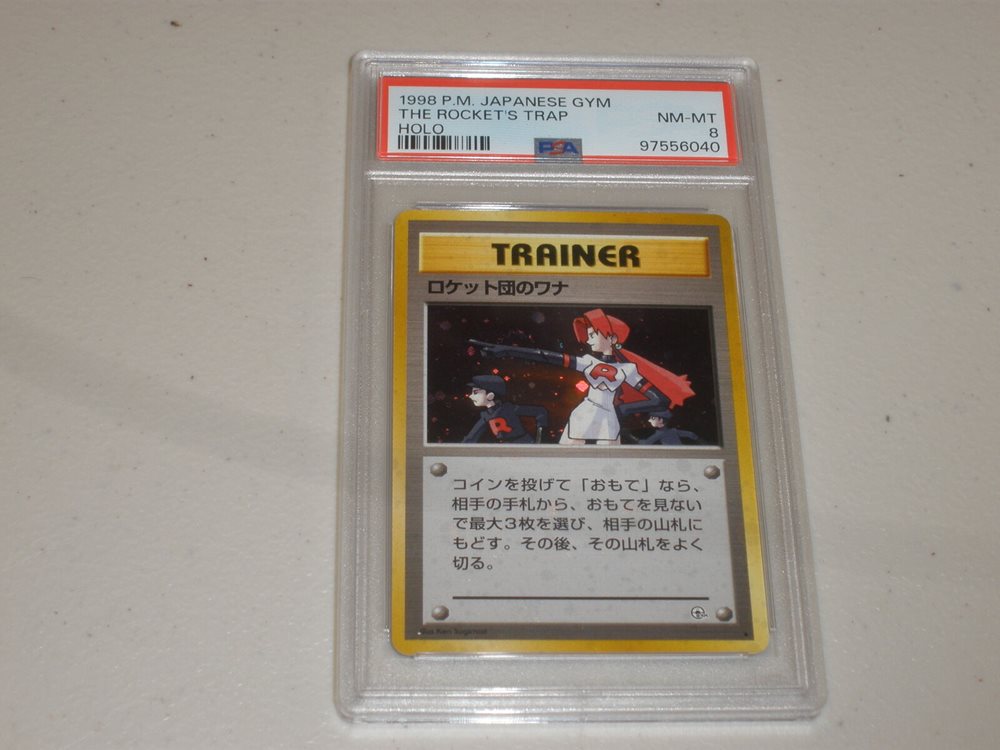 1998 P.M. JAPANESE GYM
THE ROCKET'S TRAP NM-MT
HOLO 8
PSA 97556040
TRAINER
ロケット団のワナ
R
R
コインを投げて「おもて」なら、
相手の手札から、おもてを見ない
で最大3枚を選び、相手の山札に
もどす。その後、その山札をよく
切る。
Illus. Ken Sugimori